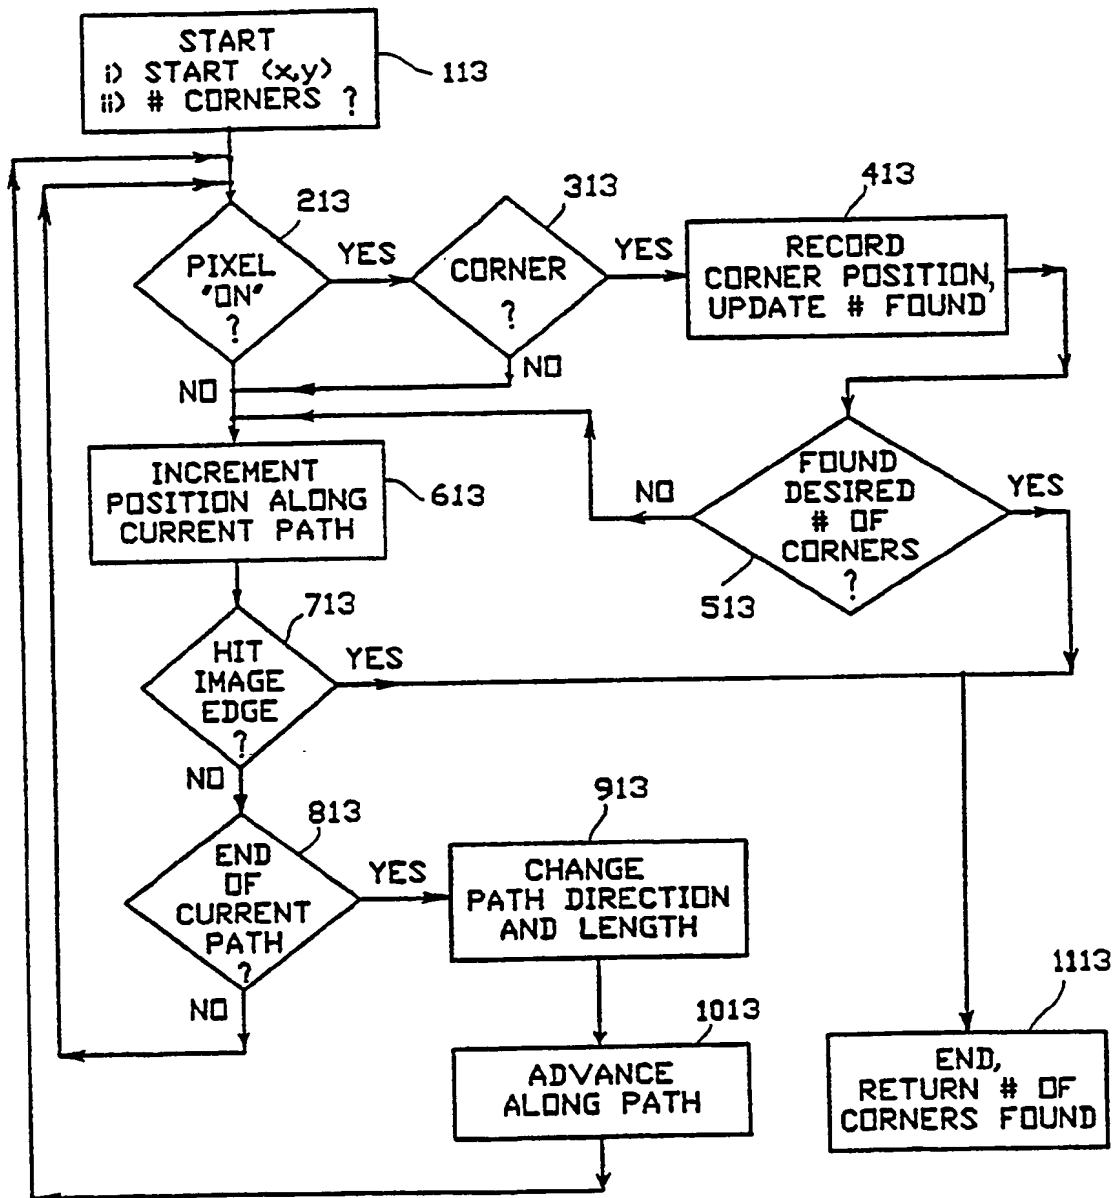 START
i) START (x,y)
ii) # CORNERS ?
113
213
PIXEL
"ON"
?
YES
NO
313
CORNER
?
YES
NO
413
RECORD
CORNER POSITION,
UPDATE # FOUND
FOUND
DESIRED
# OF
CORNERS
?
NO
YES
513
INCREMENT
POSITION ALONG
CURRENT PATH
613
713
HIT
IMAGE
EDGE
?
YES
NO
813
END
OF
CURRENT
PATH
?
YES
NO
913
CHANGE
PATH DIRECTION
AND LENGTH
1013
ADVANCE
ALONG PATH
1113
END,
RETURN # OF
CORNERS FOUND